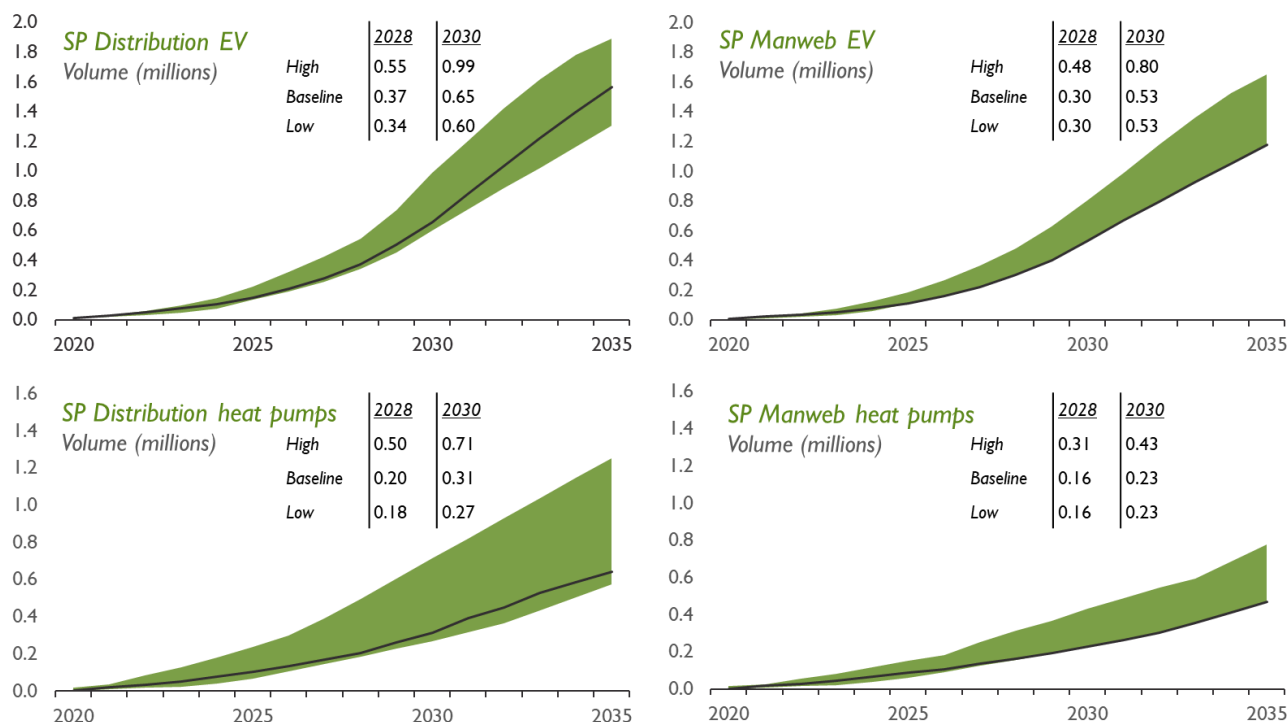 SP Distribution EV
Volume (millions)
2028 2030
High 0.55 0.99
Baseline 0.37 0.65
Low 0.34 0.60
2.0
1.8
1.6
1.4
1.2
1.0
0.8
0.6
0.4
0.2
0.0
2020 2025 2030 2035
SP Manweb EV
Volume (millions)
2028 2030
High 0.48 0.80
Baseline 0.30 0.53
Low 0.30 0.53
2.0
1.8
1.6
1.4
1.2
1.0
0.8
0.6
0.4
0.2
0.0
2020 2025 2030 2035
SP Distribution heat pumps
Volume (millions)
2028 2030
High 0.50 0.71
Baseline 0.20 0.31
Low 0.18 0.27
1.6
1.4
1.2
1.0
0.8
0.6
0.4
0.2
0.0
2020 2025 2030 2035
SP Manweb heat pumps
Volume (millions)
2028 2030
High 0.31 0.43
Baseline 0.16 0.23
Low 0.16 0.23
1.6
1.4
1.2
1.0
0.8
0.6
0.4
0.2
0.0
2020 2025 2030 2035